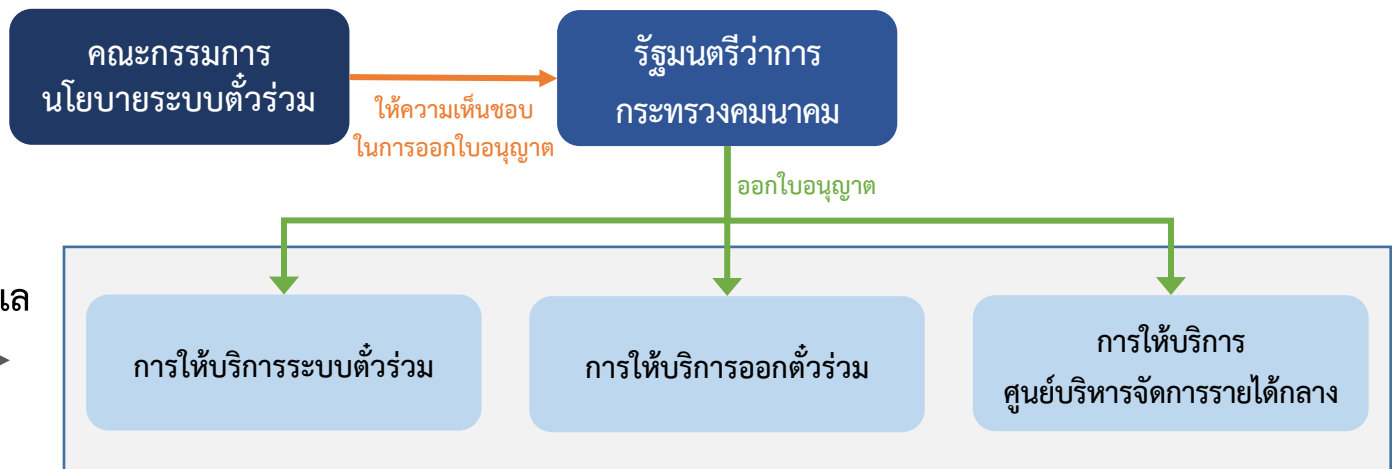 คณะกรรมการ
นโยบายระบบตั๋วร่วม
รัฐมนตรีว่าการ
กระทรวงคมนาคม
ให้ความเห็นชอบ
ในการออกใบอนุญาต
ออกใบอนุญาต
การให้บริการระบบตั๋วร่วม
การให้บริการออกตั๋วร่วม
การให้บริการ
ศูนย์บริหารจัดการรายได้กลาง